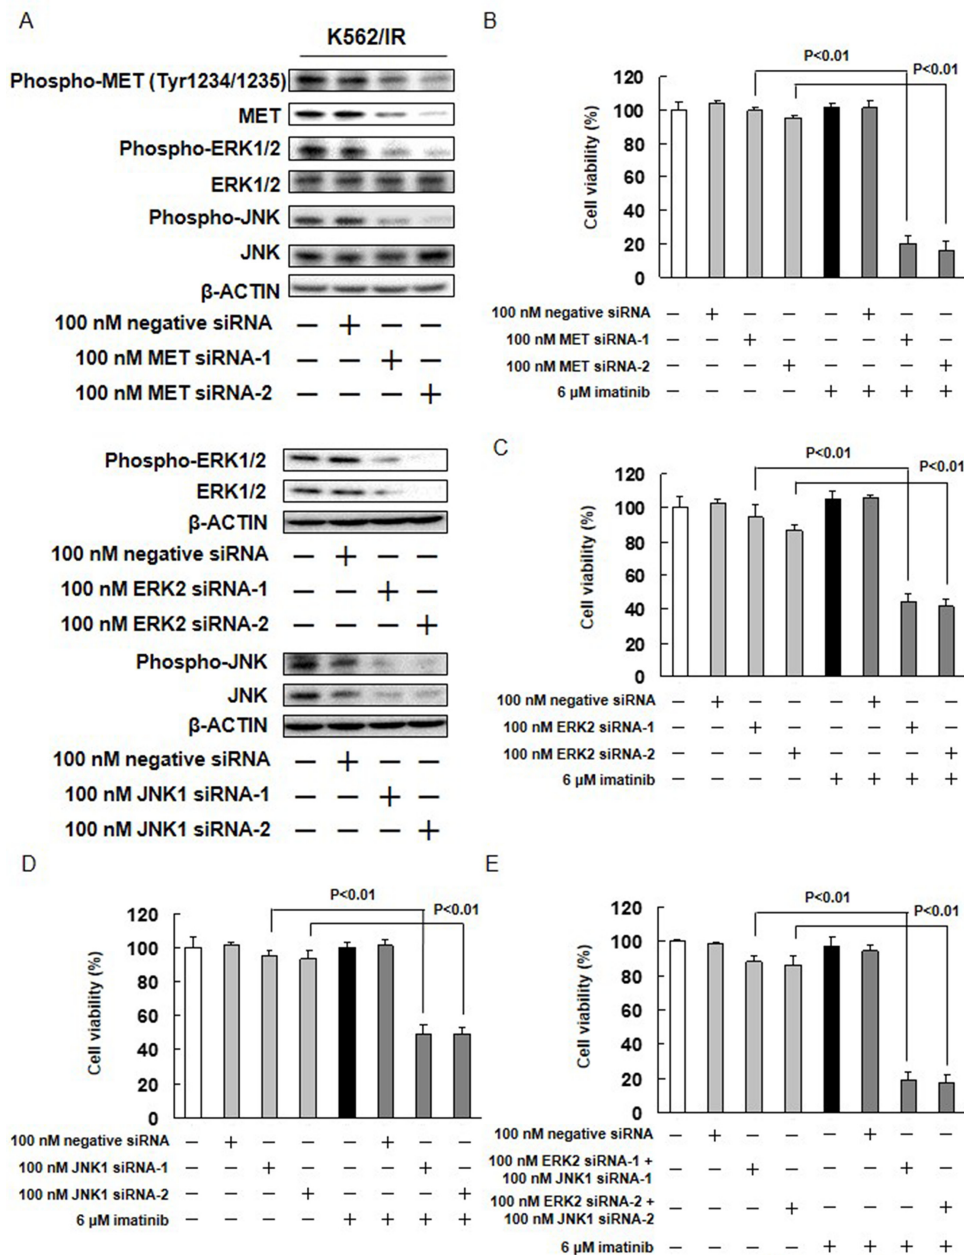 A
K562/IR
Phospho-MET (Tyr1234/1235)
MET
Phospho-ERK1/2
ERK1/2
Phospho-JNK
JNK
β-ACTIN
100 nM negative siRNA − + − −
100 nM MET siRNA-1 − − + −
100 nM MET siRNA-2 − − − +
Phospho-ERK1/2
ERK1/2
β-ACTIN
100 nM negative siRNA − + − −
100 nM ERK2 siRNA-1 − − + −
100 nM ERK2 siRNA-2 − − − +
Phospho-JNK
JNK
β-ACTIN
100 nM negative siRNA − + − −
100 nM JNK1 siRNA-1 − − + −
100 nM JNK1 siRNA-2 − − − +
B
P<0.01
P<0.01
Cell viability (%)
120
100
80
60
40
20
0
100 nM negative siRNA − + − − − + − −
100 nM MET siRNA-1 − − + − − − + −
100 nM MET siRNA-2 − − − + − − − +
6 µM imatinib − − − − + + + +
C
P<0.01
P<0.01
Cell viability (%)
120
100
80
60
40
20
0
100 nM negative siRNA − + − − − + − −
100 nM ERK2 siRNA-1 − − + − − − + −
100 nM ERK2 siRNA-2 − − − + − − − +
6 µM imatinib − − − − + + + +
D
P<0.01
P<0.01
Cell viability (%)
120
100
80
60
40
20
0
100 nM negative siRNA − + − − − + − −
100 nM JNK1 siRNA-1 − − + − − − + −
100 nM JNK1 siRNA-2 − − − + − − − +
6 µM imatinib − − − − + + + +
E
P<0.01
P<0.01
Cell viability (%)
120
100
80
60
40
20
0
100 nM negative siRNA − + − − − + − −
100 nM ERK2 siRNA-1 +
100 nM JNK1 siRNA-1 − − + − − − + −
100 nM ERK2 siRNA-2 +
100 nM JNK1 siRNA-2 − − − + − − − +
6 µM imatinib − − − − + + + +